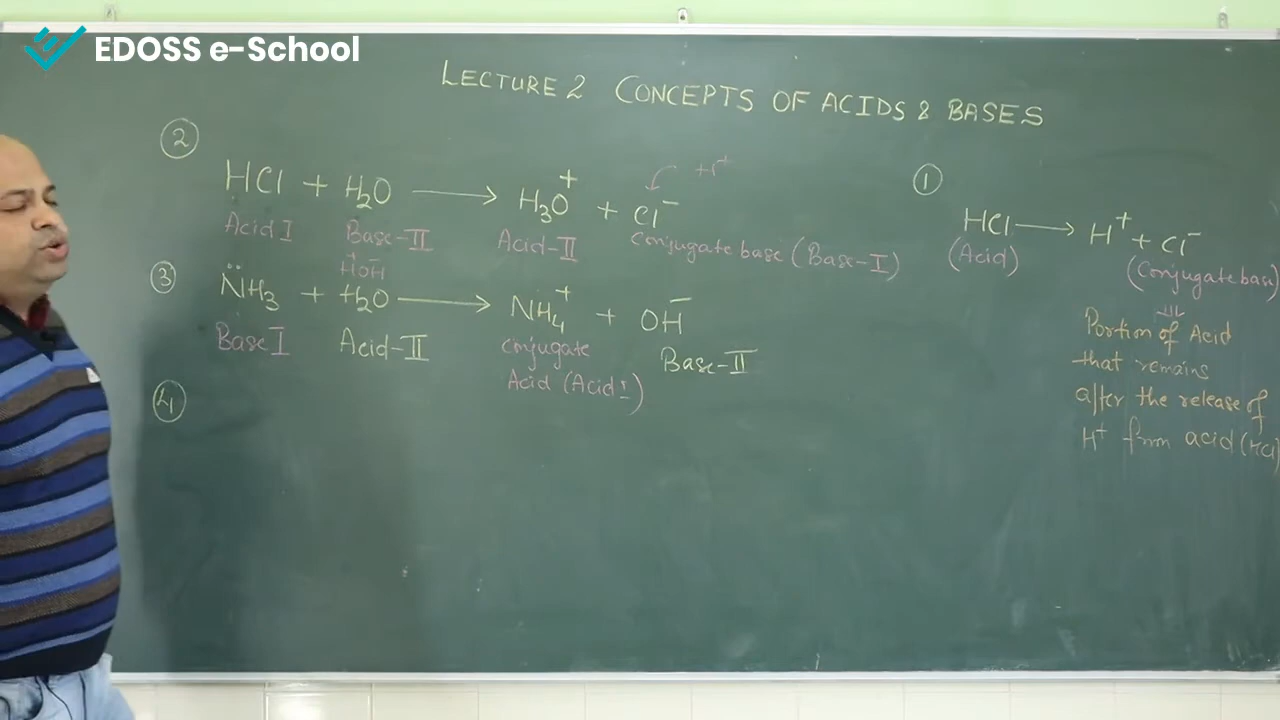 EDOSS e-School
LECTURE 2 CONCEPTS OF ACIDS & BASES
②
HCl + H₂O ⟶ H₃O⁺ + Cl⁻
+H⁺
Acid I Base-II Acid-II Conjugate base (Base-I)
③
H⁺OH⁻
N̈H₃ + H₂O ⟶ NH₄⁺ + OH⁻
Base I Acid-II Conjugate Base-II
Acid (Acid I)
④
①
HCl ⟶ H⁺ + Cl⁻
(Acid) (Conjugate base)
Portion of Acid
that remains
after the release of
H⁺ from acid (HCl)